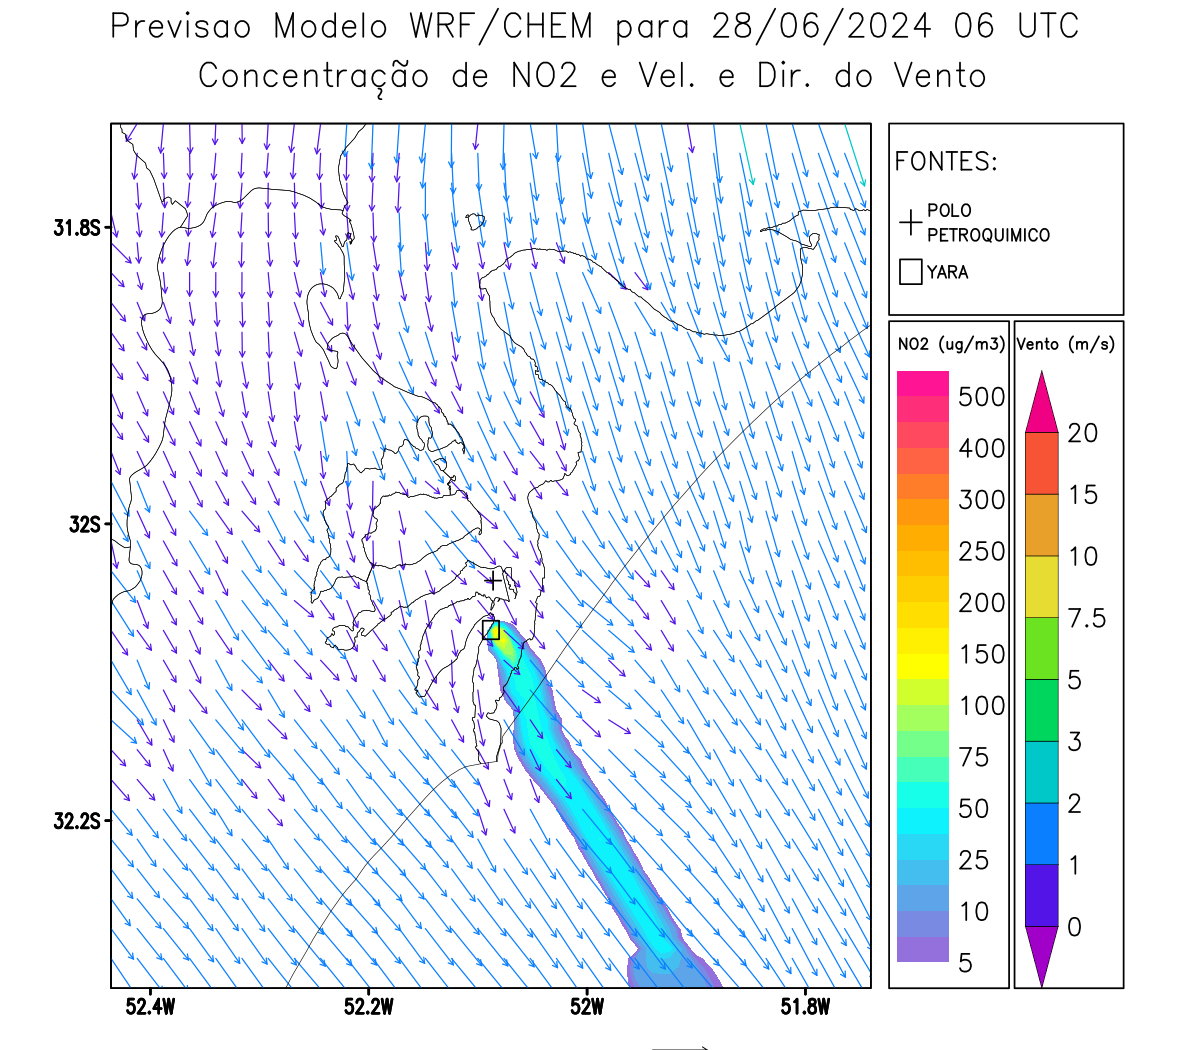 Previsao Modelo WRF/CHEM para 28/06/2024 06 UTC
Concentração de NO2 e Vel. e Dir. do Vento
31.8S
32S
32.2S
52.4W
52.2W
52W
51.8W
FONTES:
POLO
PETROQUIMICO
YARA
NO2 (ug/m3)
500
400
300
250
200
150
100
75
50
25
10
5
Vento (m/s)
20
15
10
7.5
5
3
2
1
0